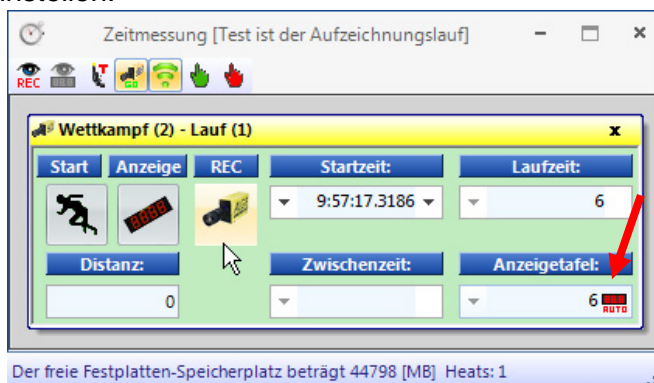 Zeitmessung [Test ist der Aufzeichnungslauf]
REC
T
GO
Wettkampf (2) - Lauf (1)
x
Start Anzeige REC Startzeit: Laufzeit:
9:57:17.3186 6
Distanz: Zwischenzeit: Anzeigetafel:
0 6 AUTO
Der freie Festplatten-Speicherplatz beträgt 44798 [MB] Heats: 1